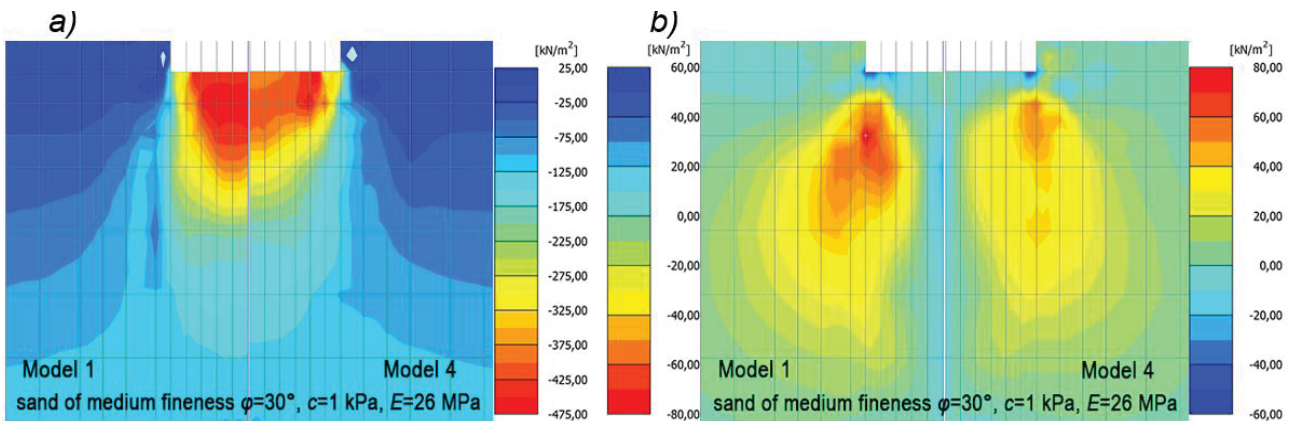 a)
b)
[kN/m²]
25,00
-25,00
-75,00
-125,00
-175,00
-225,00
-275,00
-325,00
-375,00
-425,00
-475,00
[kN/m²]
60,00
40,00
20,00
0,00
-20,00
-40,00
-60,00
-80,00
[kN/m²]
80,00
60,00
40,00
20,00
0,00
-20,00
-40,00
-60,00
Model 1
Model 4
sand of medium fineness φ=30°, c=1 kPa, E=26 MPa
Model 1
Model 4
sand of medium fineness φ=30°, c=1 kPa, E=26 MPa